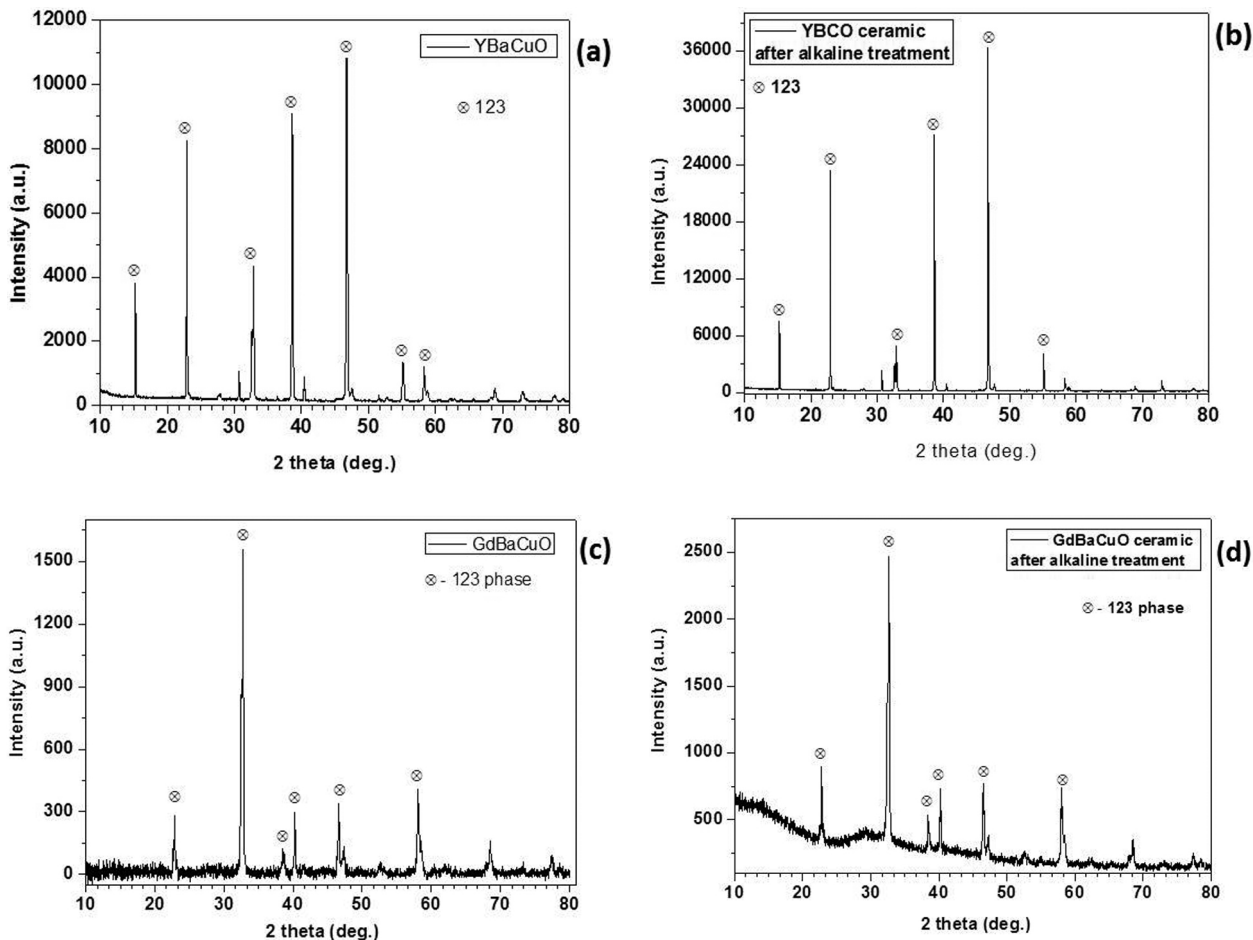 12000
10000
8000
6000
4000
2000
0
Intensity (a.u.)
YBaCuO
⊗ 123
10 20 30 40 50 60 70 80
2 theta (deg.)
(a)
36000
30000
24000
18000
12000
6000
0
Intensity (a.u.)
YBCO ceramic
after alkaline treatment
⊗ 123
10 20 30 40 50 60 70 80
2 theta (deg.)
(b)
1500
1200
900
600
300
0
Intensity (a.u.)
GdBaCuO
⊗ - 123 phase
10 20 30 40 50 60 70 80
2 theta (deg.)
(c)
2500
2000
1500
1000
500
Intensity (a.u.)
GdBaCuO ceramic
after alkaline treatment
⊗ - 123 phase
10 20 30 40 50 60 70 80
2 theta (deg.)
(d)